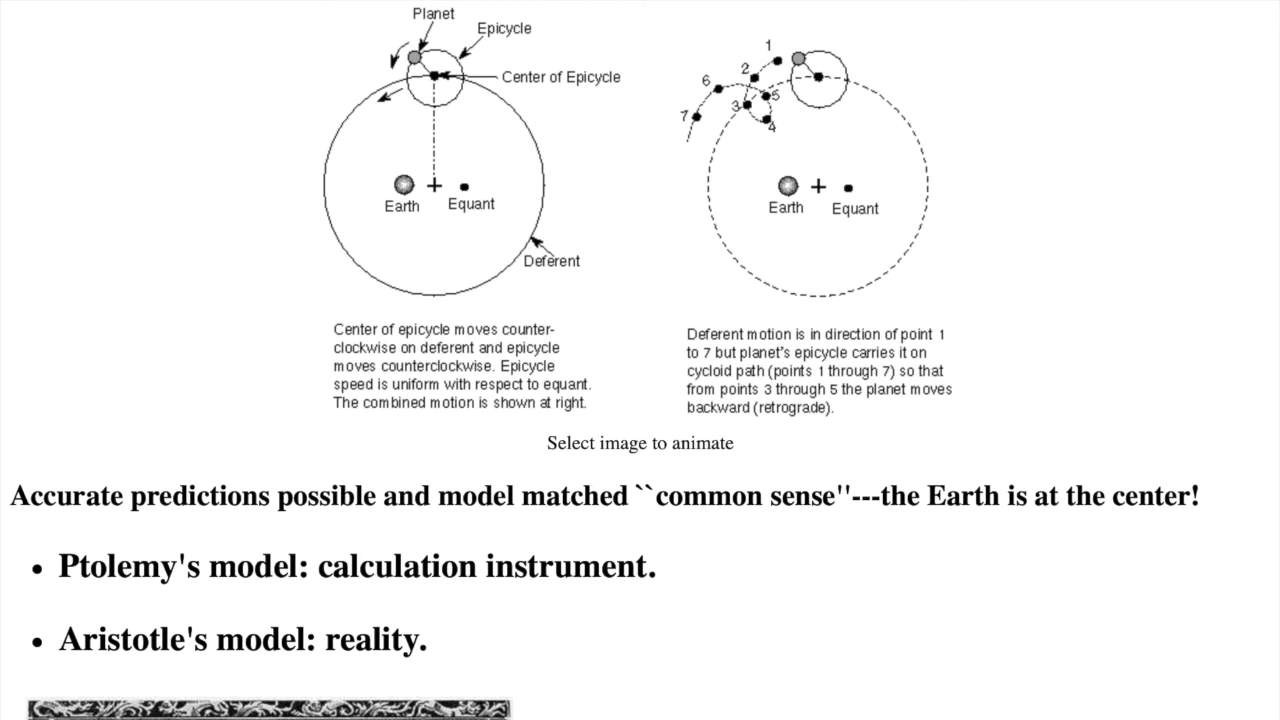 Planet
Epicycle
Center of Epicycle
Earth
Equant
Deferent
Center of epicycle moves counter-
clockwise on deferent and epicycle
moves counterclockwise. Epicycle
speed is uniform with respect to equant.
The combined motion is shown at right.
1
2
3
4
5
6
7
Earth
Equant
Deferent motion is in direction of point 1
to 7 but planet's epicycle carries it on
cycloid path (points 1 through 7) so that
from points 3 through 5 the planet moves
backward (retrograde).
Select image to animate
Accurate predictions possible and model matched ``common sense''---the Earth is at the center!
• Ptolemy's model: calculation instrument.
• Aristotle's model: reality.